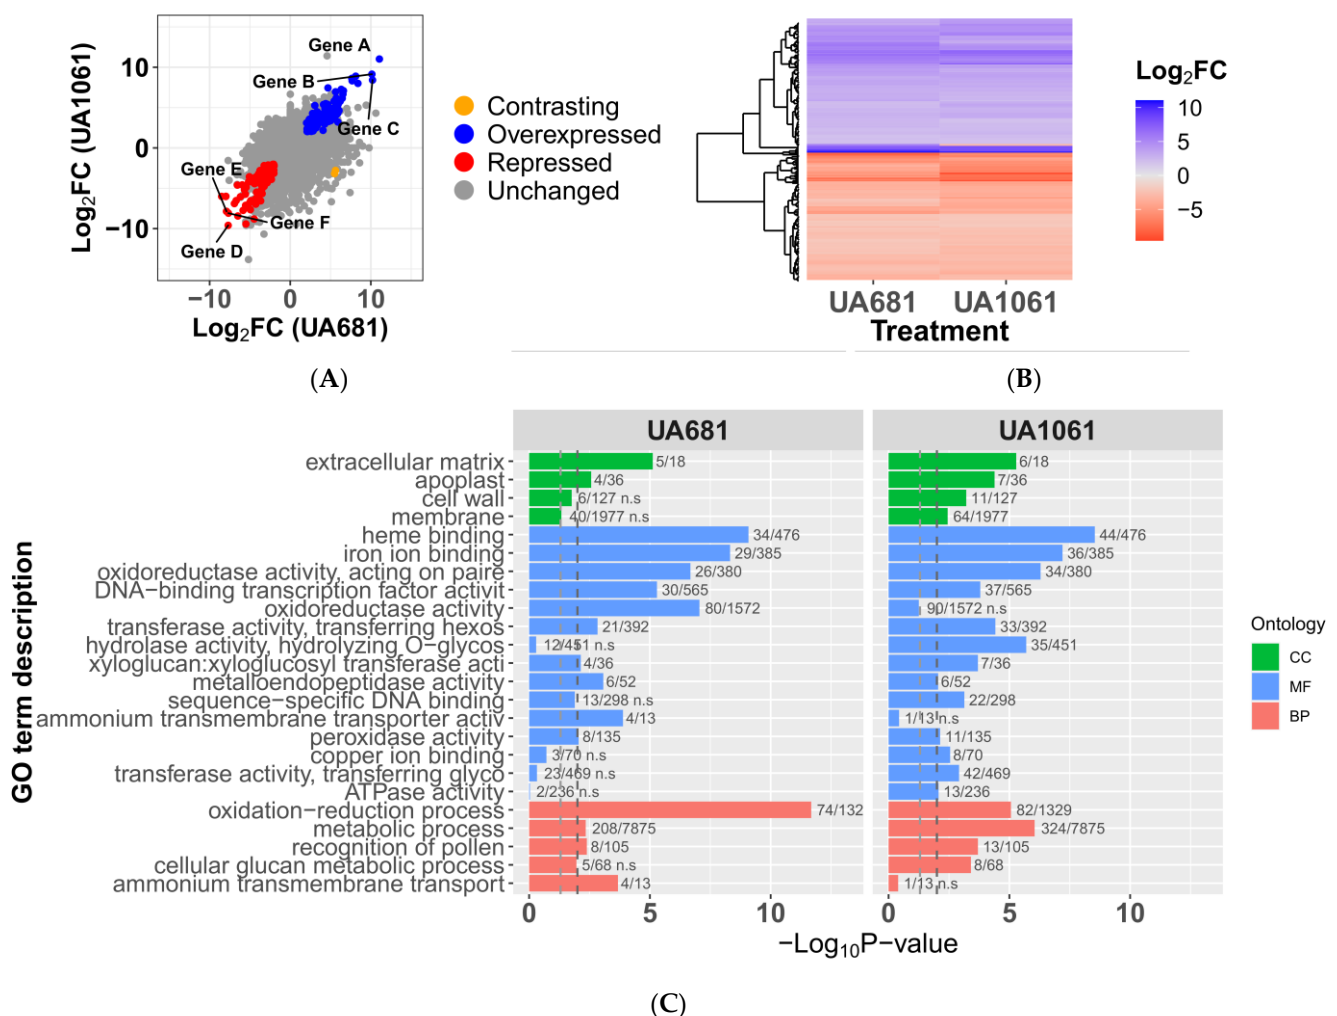 Log2FC (UA1061)
10
0
−10
Gene A
Gene B
Gene C
Gene E
Gene F
Gene D
−10 0 10
Log2FC (UA681)
Contrasting
Overexpressed
Repressed
Unchanged
(A)
Log2FC
10
5
0
−5
UA681 UA1061
Treatment
(B)
UA681 UA1061
GO term description
extracellular matrix 5/18 6/18
apoplast 4/36 7/36
cell wall 6/127 n.s 11/127
membrane 40/1977 n.s 64/1977
heme binding 34/476 44/476
iron ion binding 29/385 36/385
oxidoreductase activity, acting on paire 26/380 34/380
DNA−binding transcription factor activit 30/565 37/565
oxidoreductase activity 80/1572 90/1572 n.s
transferase activity, transferring hexos 21/392 33/392
hydrolase activity, hydrolyzing O−glycos 12/451 n.s 35/451
xyloglucan:xyloglucosyl transferase acti 4/36 7/36
metalloendopeptidase activity 6/52 6/52
sequence−specific DNA binding 13/298 n.s 22/298
ammonium transmembrane transporter activ 4/13 1/13 n.s
peroxidase activity 8/135 11/135
copper ion binding 3/70 n.s 8/70
transferase activity, transferring glyco 23/469 n.s 42/469
ATPase activity 2/236 n.s 13/236
oxidation−reduction process 74/132 82/1329
metabolic process 208/7875 324/7875
recognition of pollen 8/105 13/105
cellular glucan metabolic process 5/68 n.s 8/68
ammonium transmembrane transport 4/13 1/13 n.s
0 5 10 0 5 10
−Log10P−value
Ontology
CC
MF
BP
(C)